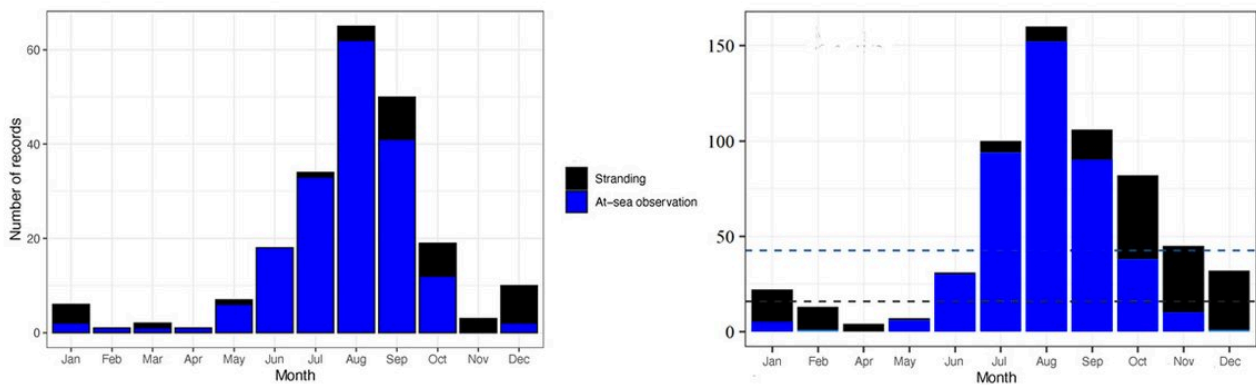 Number of records
60
40
20
0
Jan Feb Mar Apr May Jun Jul Aug Sep Oct Nov Dec
Month
Stranding
At-sea observation
150
100
50
0
Jan Feb Apr May Jun Jul Aug Sep Oct Nov Dec
Month